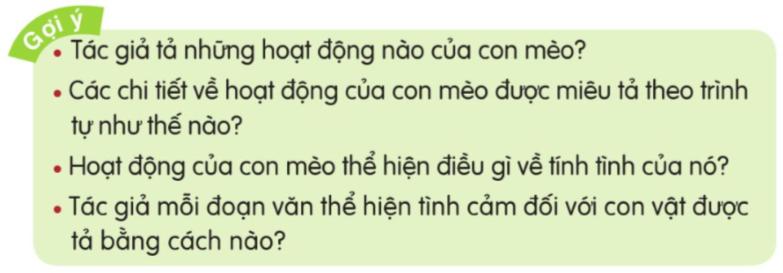 Gợi ý
• Tác giả tả những hoạt động nào của con mèo?
• Các chi tiết về hoạt động của con mèo được miêu tả theo trình
tự như thế nào?
• Hoạt động của con mèo thể hiện điều gì về tính tình của nó?
• Tác giả mỗi đoạn văn thể hiện tình cảm đối với con vật được
tả bằng cách nào?